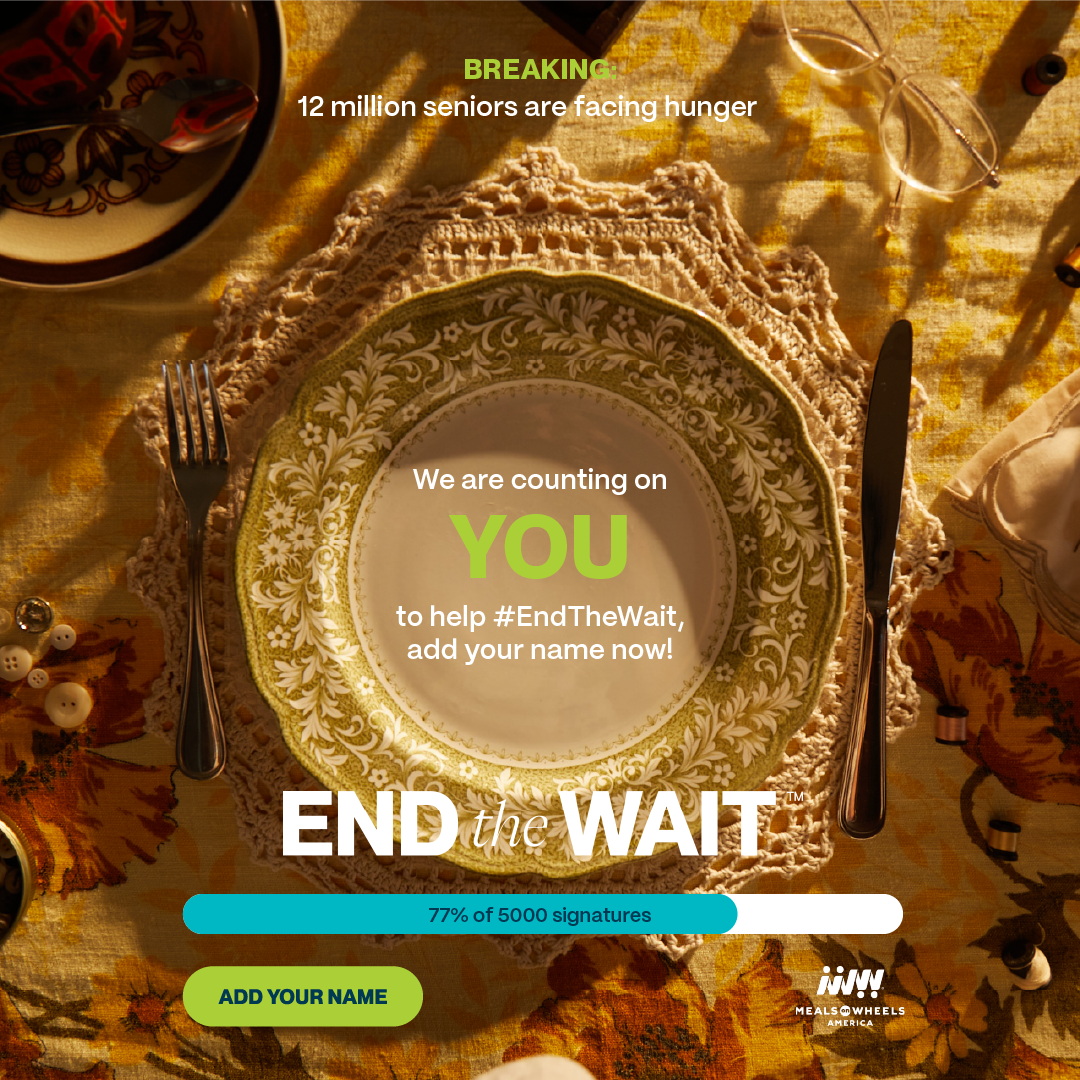 BREAKING:
12 million seniors are facing hunger
We are counting on
YOU
to help #EndTheWait,
add your name now!
END the WAIT™
77% of 5000 signatures
ADD YOUR NAME
MEALS ON WHEELS
AMERICA